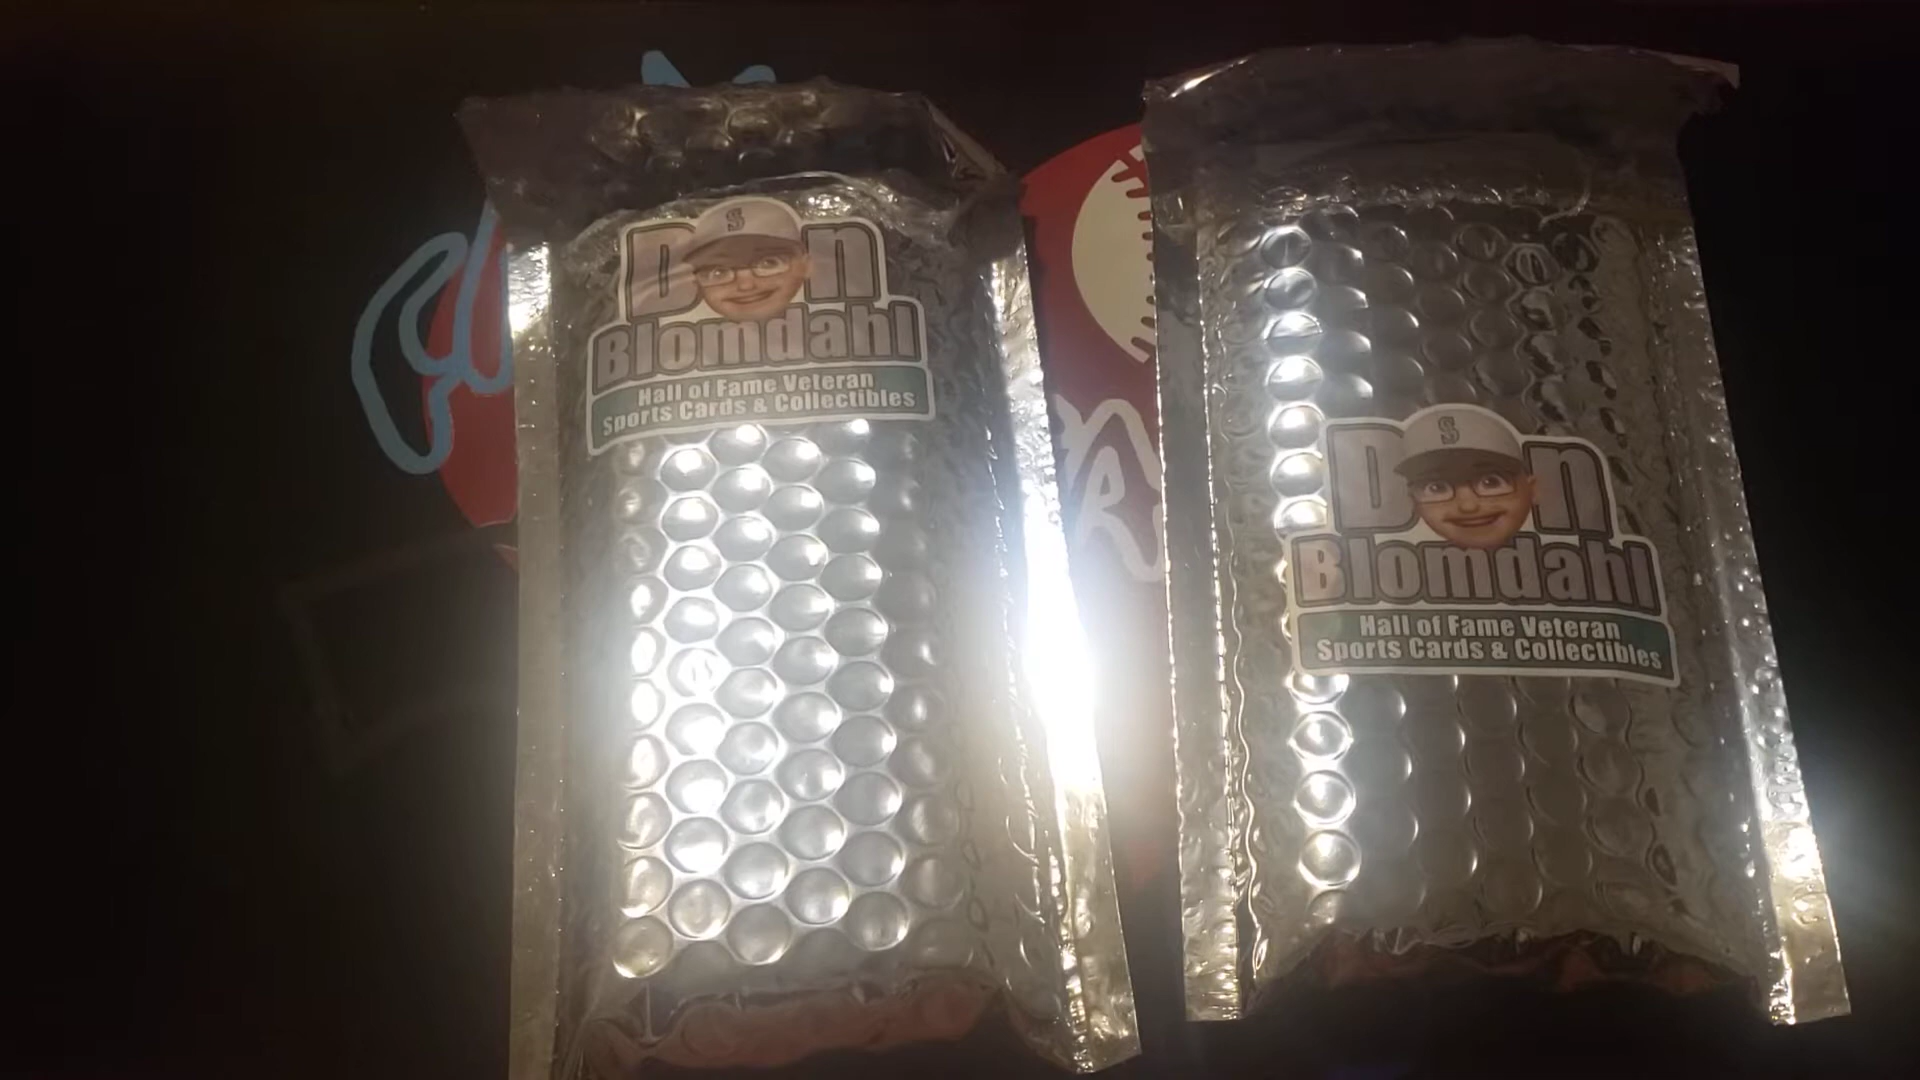 S
Don
Blomdahl
Hall of Fame Veteran
Sports Cards & Collectibles
S
Don
Blomdahl
Hall of Fame Veteran
Sports Cards & Collectibles